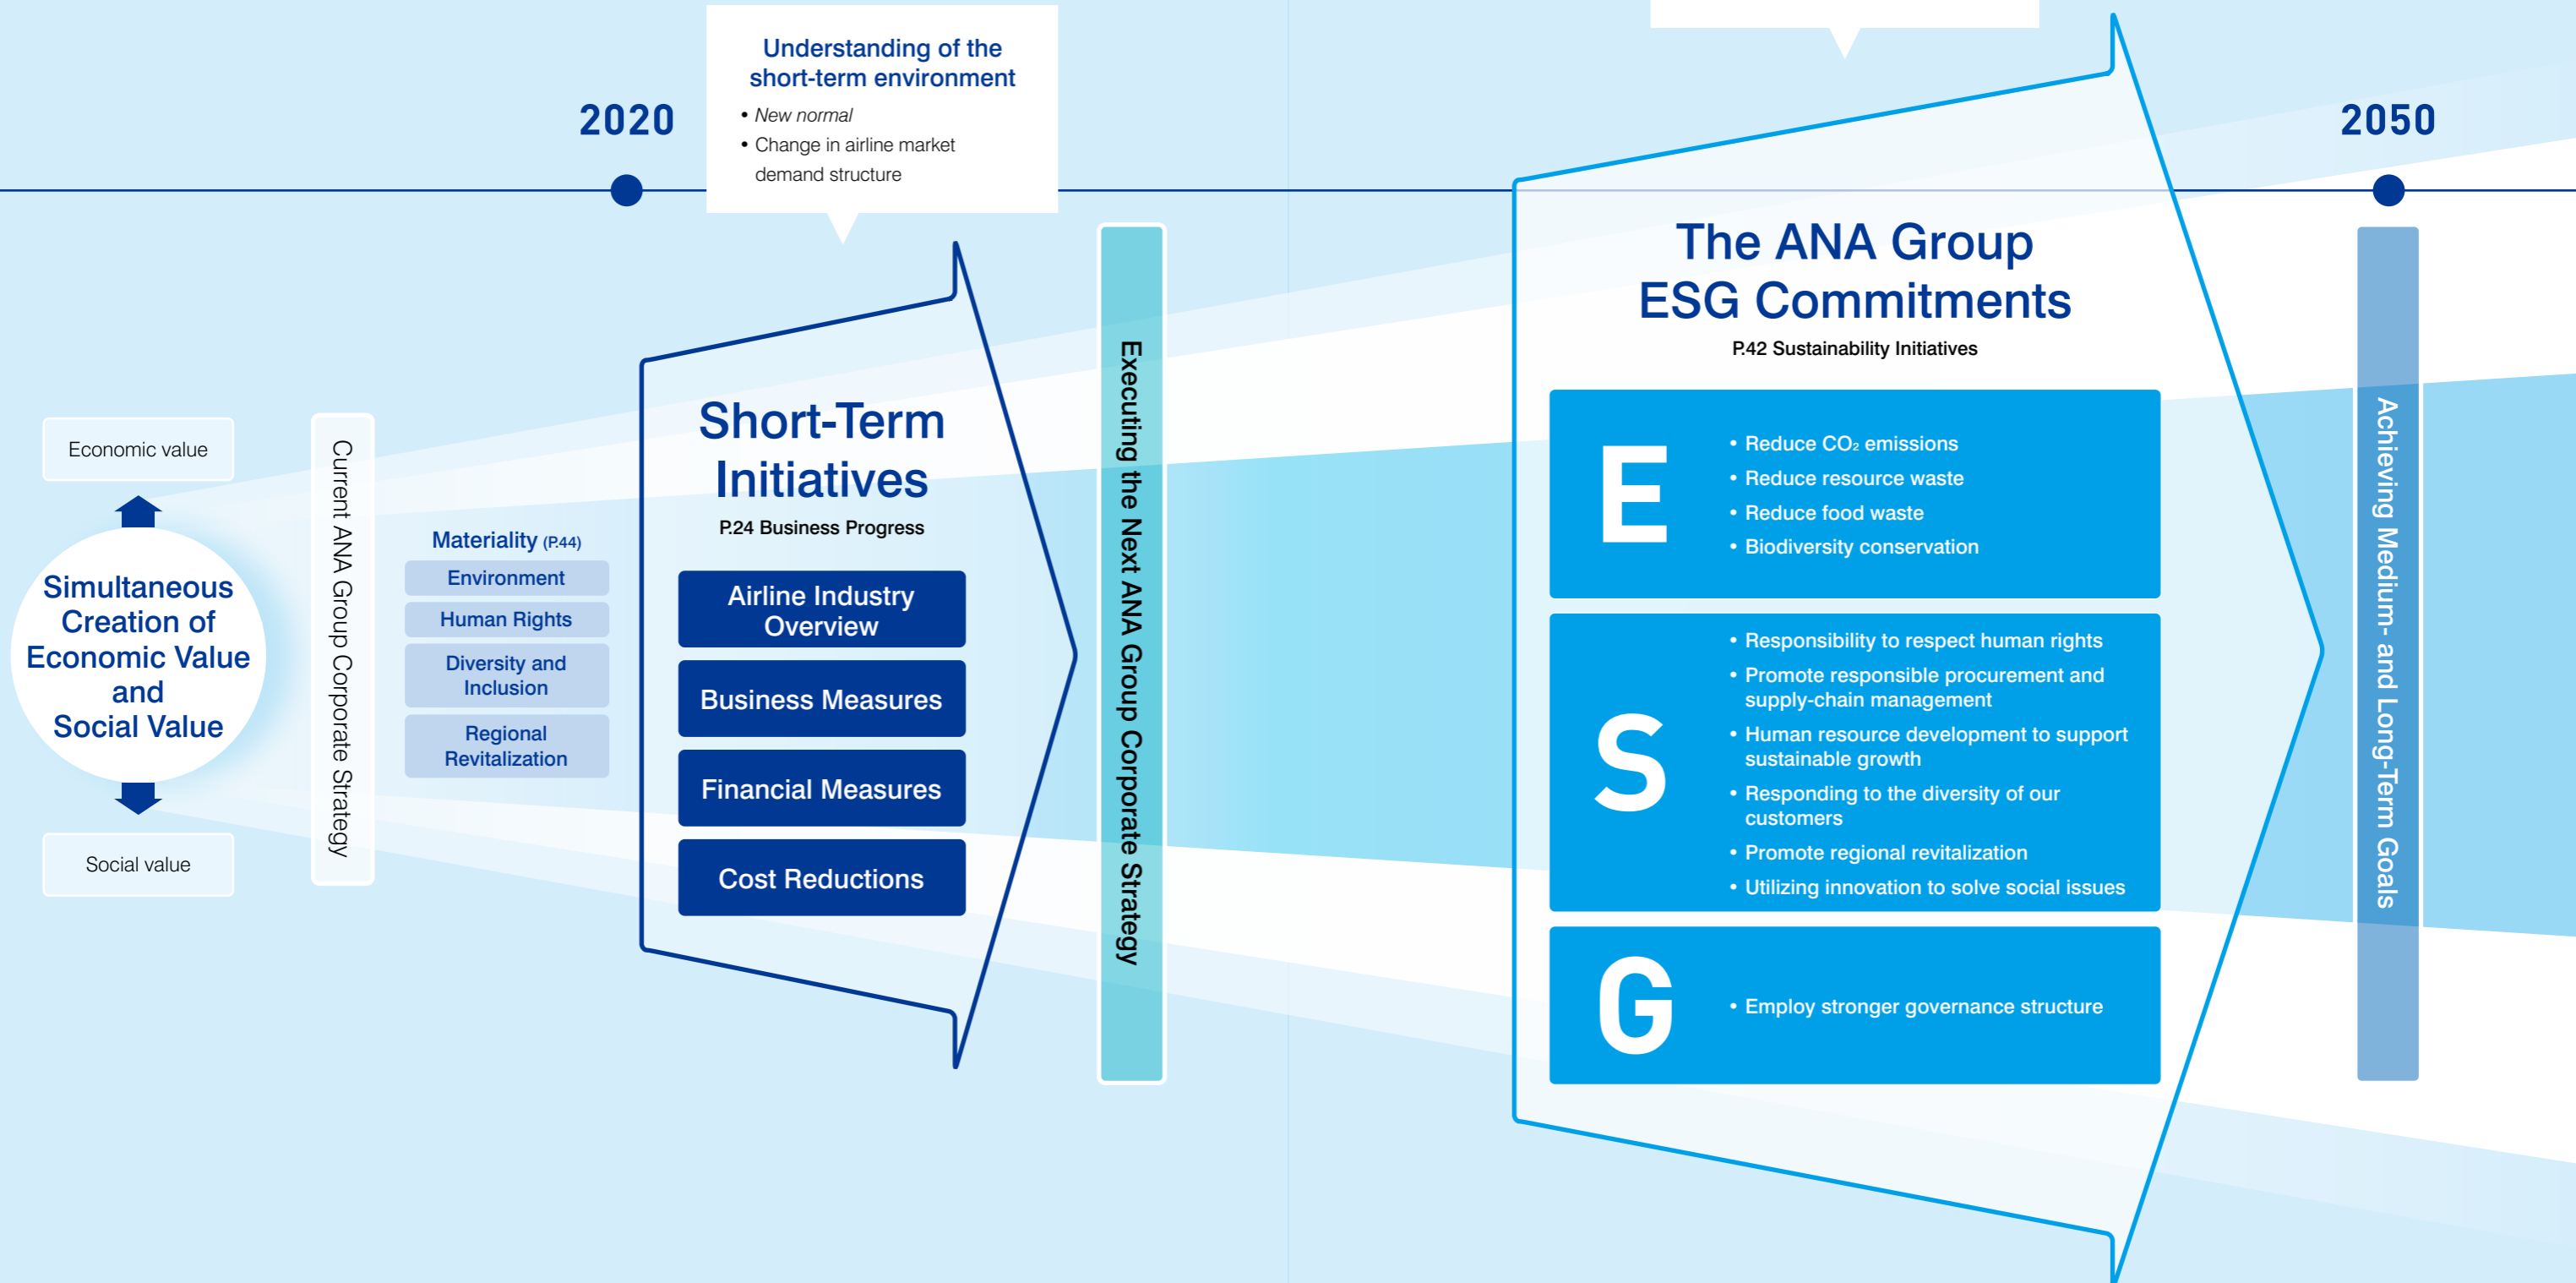 Understanding of the
short-term environment
• New normal
• Change in airline market
demand structure
2020
2050
Economic value
Simultaneous
Creation of
Economic Value
and
Social Value
Social value
Current ANA Group Corporate Strategy
Materiality (P.44)
Environment
Human Rights
Diversity and
Inclusion
Regional
Revitalization
Short-Term
Initiatives
P.24 Business Progress
Airline Industry
Overview
Business Measures
Financial Measures
Cost Reductions
Executing the Next ANA Group Corporate Strategy
The ANA Group
ESG Commitments
P.42 Sustainability Initiatives
E
• Reduce CO₂ emissions
• Reduce resource waste
• Reduce food waste
• Biodiversity conservation
S
• Responsibility to respect human rights
• Promote responsible procurement and
supply-chain management
• Human resource development to support
sustainable growth
• Responding to the diversity of our
customers
• Promote regional revitalization
• Utilizing innovation to solve social issues
G
• Employ stronger governance structure
Achieving Medium- and Long-Term Goals